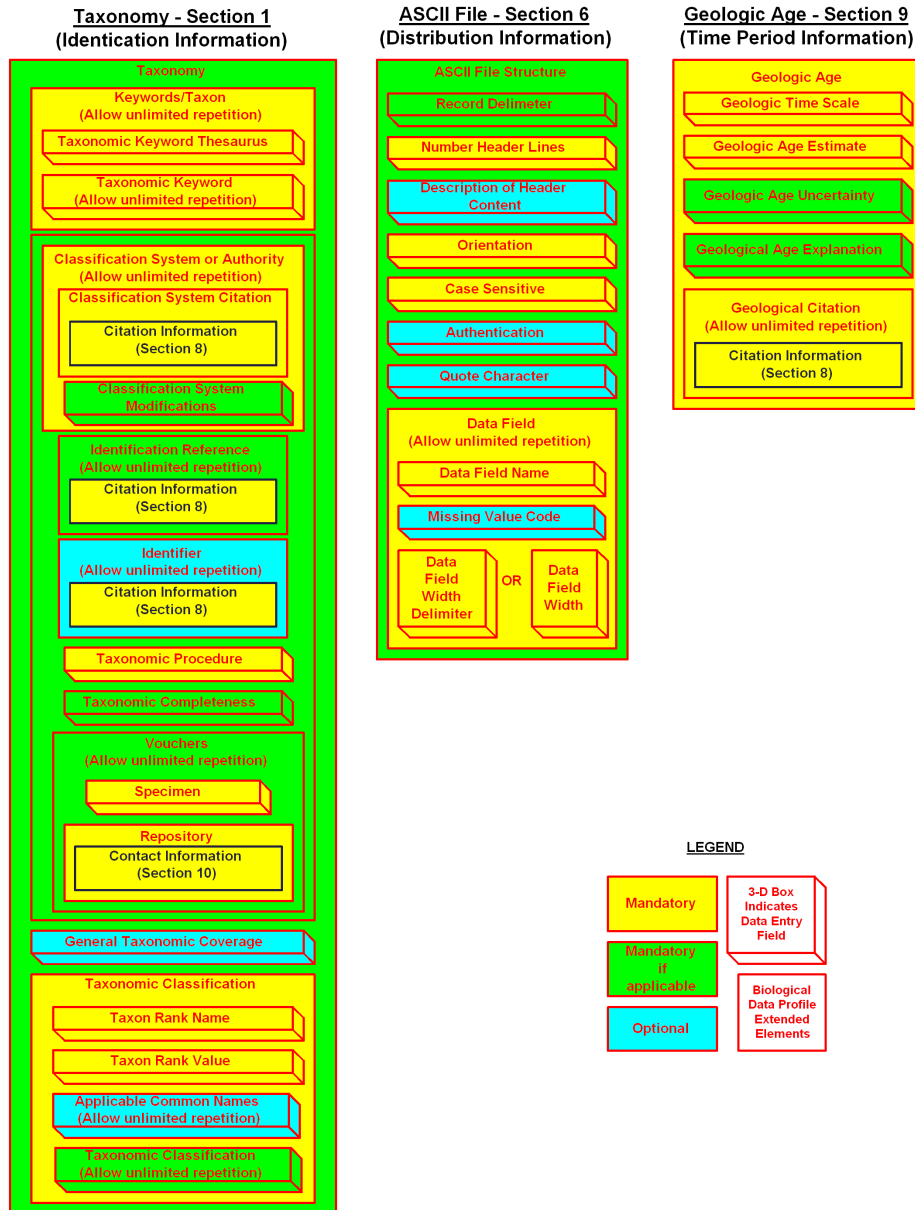 Taxonomy - Section 1
(Identication Information)
Taxonomy
Keywords/Taxon
(Allow unlimited repetition)
Taxonomic Keyword Thesaurus
Taxonomic Keyword
(Allow unlimited repetition)
Classification System or Authority
(Allow unlimited repetition)
Classification System Citation
Citation Information
(Section 8)
Classification System
Modifications
Identification Reference
(Allow unlimited repetition)
Citation Information
(Section 8)
Identifier
(Allow unlimited repetition)
Citation Information
(Section 8)
Taxonomic Procedure
Taxonomic Completeness
Vouchers
(Allow unlimited repetition)
Specimen
Repository
Contact Information
(Section 10)
General Taxonomic Coverage
Taxonomic Classification
Taxon Rank Name
Taxon Rank Value
Applicable Common Names
(Allow unlimited repetition)
Taxonomic Classification
(Allow unlimited repetition)
ASCII File - Section 6
(Distribution Information)
ASCII File Structure
Record Delimeter
Number Header Lines
Description of Header
Content
Orientation
Case Sensitive
Authentication
Quote Character
Data Field
(Allow unlimited repetition)
Data Field Name
Missing Value Code
Data
Field
Width
Delimiter
OR
Data
Field
Width
Geologic Age - Section 9
(Time Period Information)
Geologic Age
Geologic Time Scale
Geologic Age Estimate
Geologic Age Uncertainty
Geological Age Explanation
Geological Citation
(Allow unlimited repetition)
Citation Information
(Section 8)
LEGEND
Mandatory
Mandatory
if
applicable
Optional
3-D Box
Indicates
Data Entry
Field
Biological
Data Profile
Extended
Elements